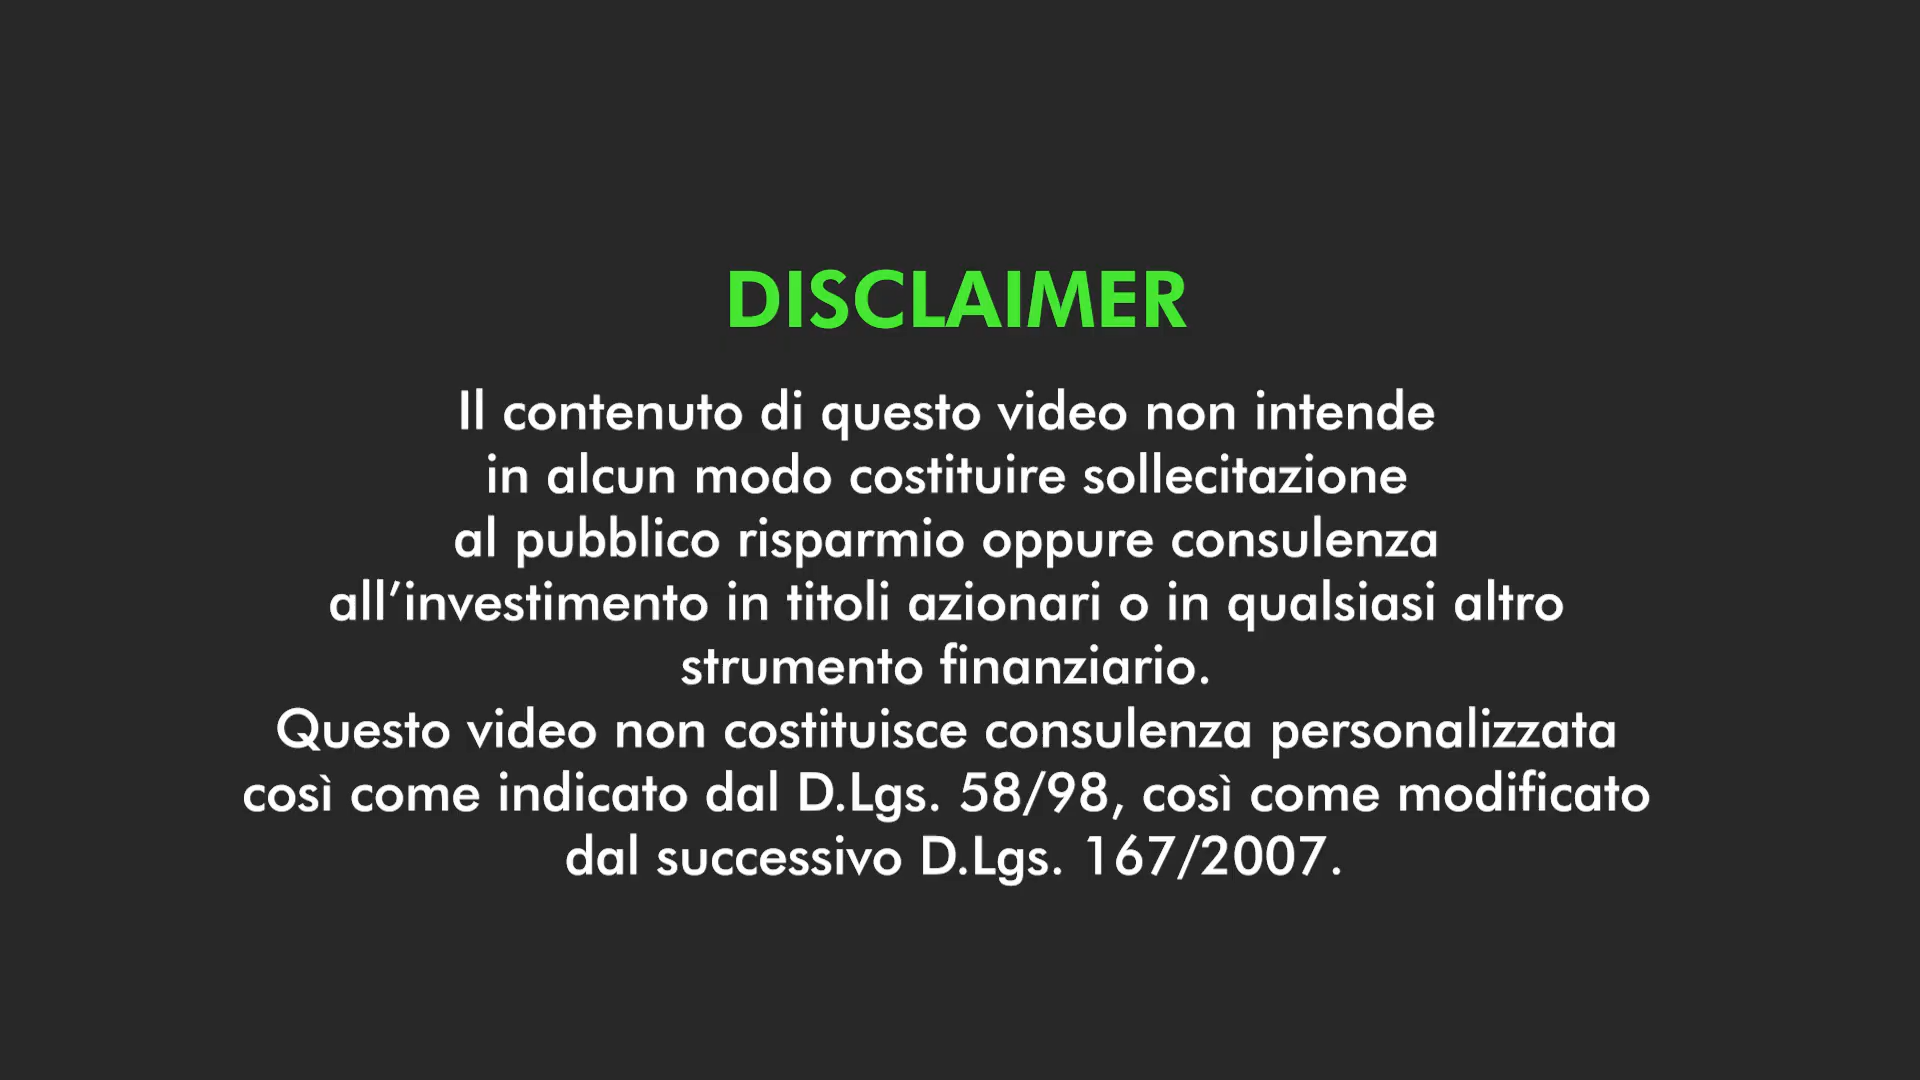 DISCLAIMER
Il contenuto di questo video non intende
in alcun modo costituire sollecitazione
al pubblico risparmio oppure consulenza
all’investimento in titoli azionari o in qualsiasi altro
strumento finanziario.
Questo video non costituisce consulenza personalizzata
così come indicato dal D.Lgs. 58/98, così come modificato
dal successivo D.Lgs. 167/2007.